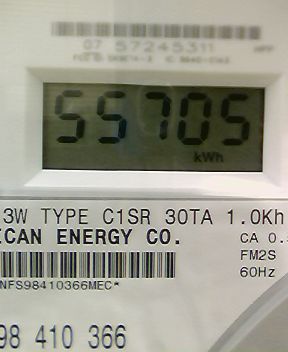 07 57245311
55705
kWh
3W TYPE C1SR 30TA 1.0Kh
ICAN ENERGY CO.
CA 0.
FM2S
60Hz
NFS98410366MEC*
98 410 366